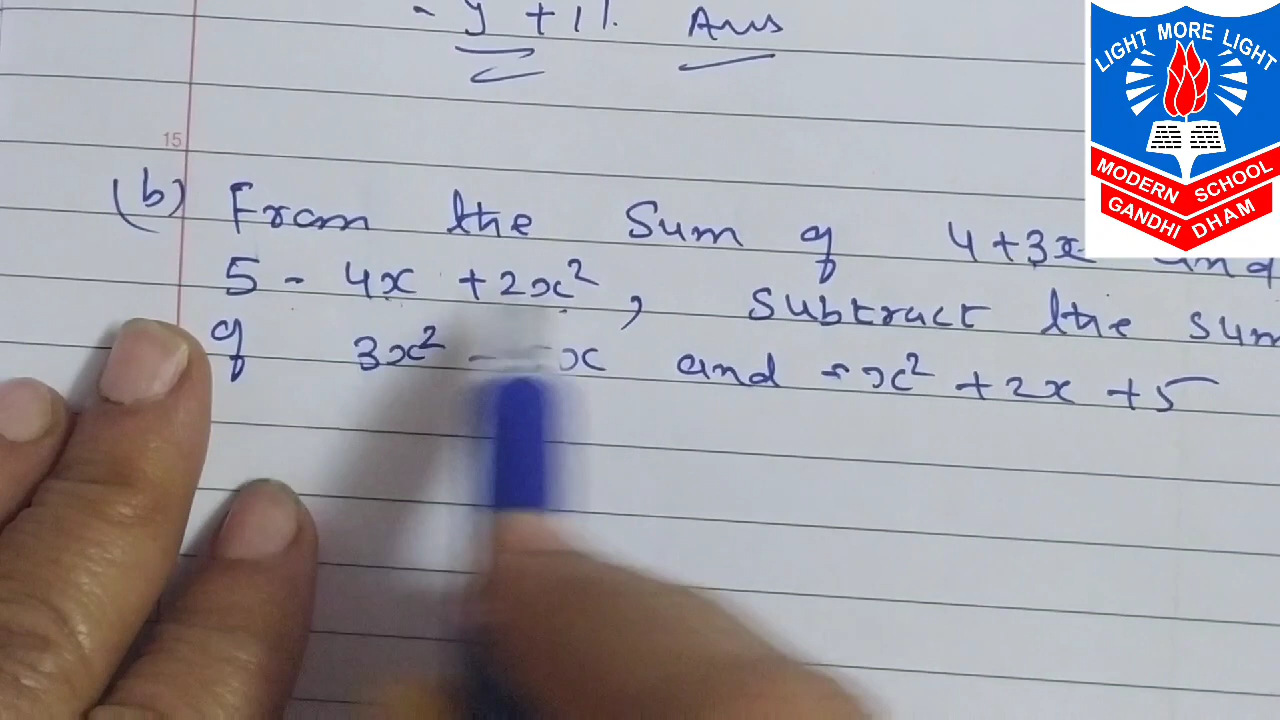 - y + 11. Ans
LIGHT MORE LIGHT
MODERN SCHOOL
GANDHI DHAM
15
(b) From the Sum of 4 + 3x and
5 - 4x + 2x², Subtract the sum
of 3x² - x and - x² + 2x + 5